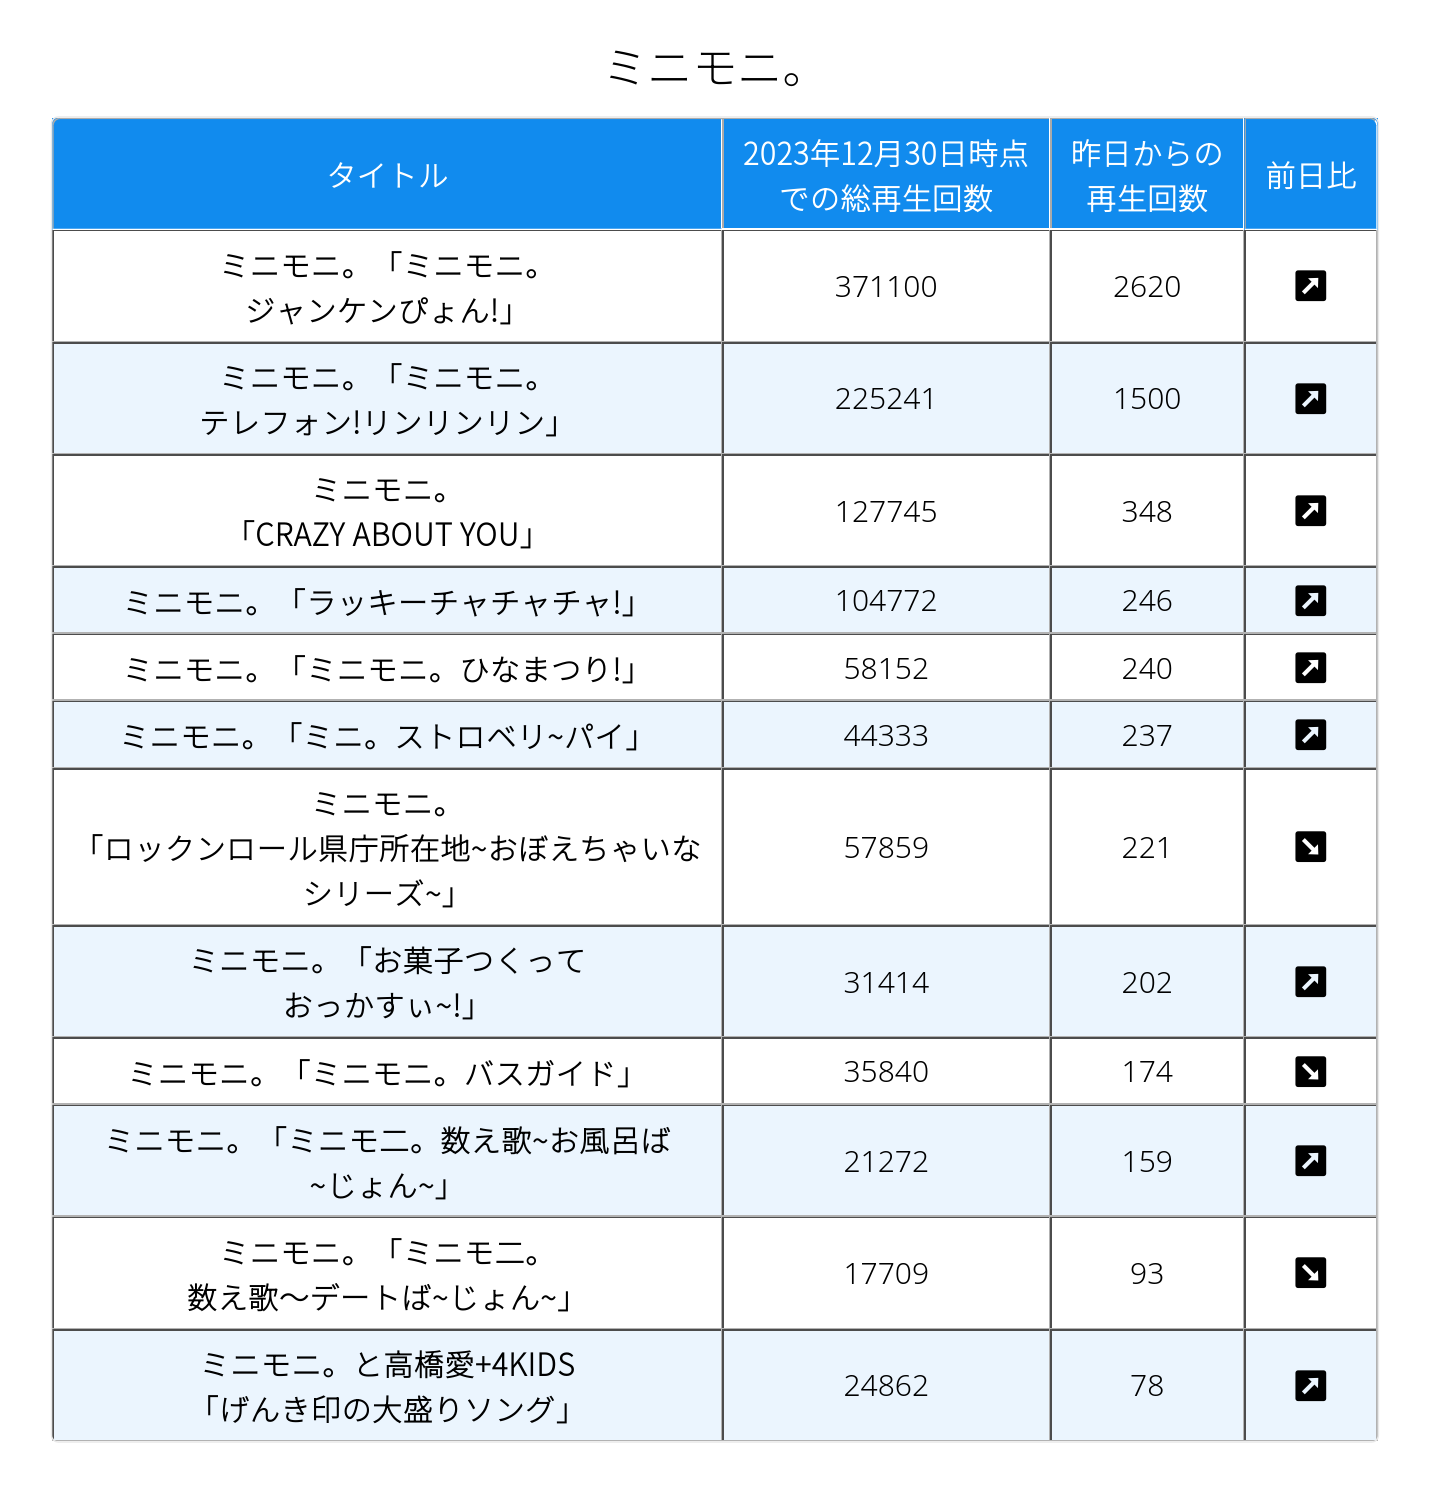 ミニモニ。
タイトル
2023年12月30日時点
での総再生回数
昨日からの
再生回数
前日比
ミニモニ。「ミニモニ。
ジャンケンぴょん!」
371100
2620
ミニモニ。「ミニモニ。
テレフォン!リンリンリン」
225241
1500
ミニモニ。
「CRAZY ABOUT YOU」
127745
348
ミニモニ。「ラッキーチャチャチャ!」
104772
246
ミニモニ。「ミニモニ。ひなまつり!」
58152
240
ミニモニ。「ミニ。ストロベリ~パイ」
44333
237
ミニモニ。
「ロックンロール県庁所在地~おぼえちゃいな
シリーズ~」
57859
221
ミニモニ。「お菓子つくって
おっかすぃ~!」
31414
202
ミニモニ。「ミニモニ。バスガイド」
35840
174
ミニモニ。「ミニモ二。数え歌~お風呂ば
~じょん~」
21272
159
ミニモニ。「ミニモ二。
数え歌～デートば~じょん~」
17709
93
ミニモニ。と高橋愛+4KIDS
「げんき印の大盛りソング」
24862
78